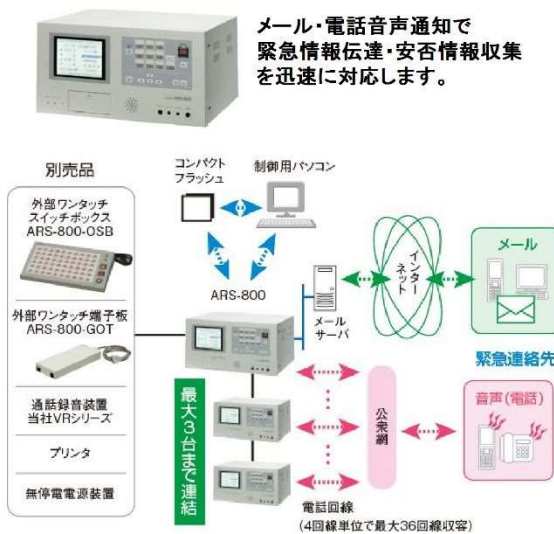 メール・電話音声通知で
緊急情報伝達・安否情報収集
を迅速に対応します。
別売品
外部ワンタッチ
スイッチボックス
ARS-800-OSB
外部ワンタッチ端子板
ARS-800-GOT
通話録音装置
当社VRシリーズ
プリンタ
無停電電源装置
コンパクト
フラッシュ
制御用パソコン
ARS-800
メール
サーバ
インターネット
メール
緊急連絡先
音声(電話)
公衆網
最大3台まで連結
電話回線
(4回線単位で最大36回線収容)